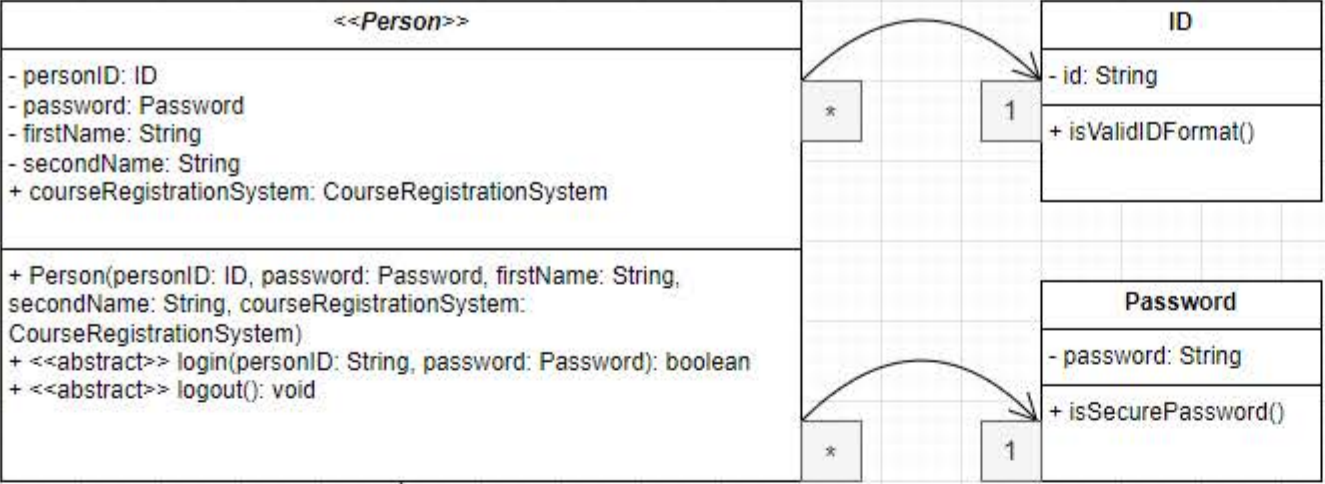 <<Person>>
- personID: ID
- password: Password
- firstName: String
- secondName: String
+ courseRegistrationSystem: CourseRegistrationSystem
+ Person(personID: ID, password: Password, firstName: String,
secondName: String, courseRegistrationSystem:
CourseRegistrationSystem)
+ <<abstract>> login(personID: String, password: Password): boolean
+ <<abstract>> logout(): void
* 1
ID
- id: String
+ isValidIDFormat()
* 1
Password
- password: String
+ isSecurePassword()